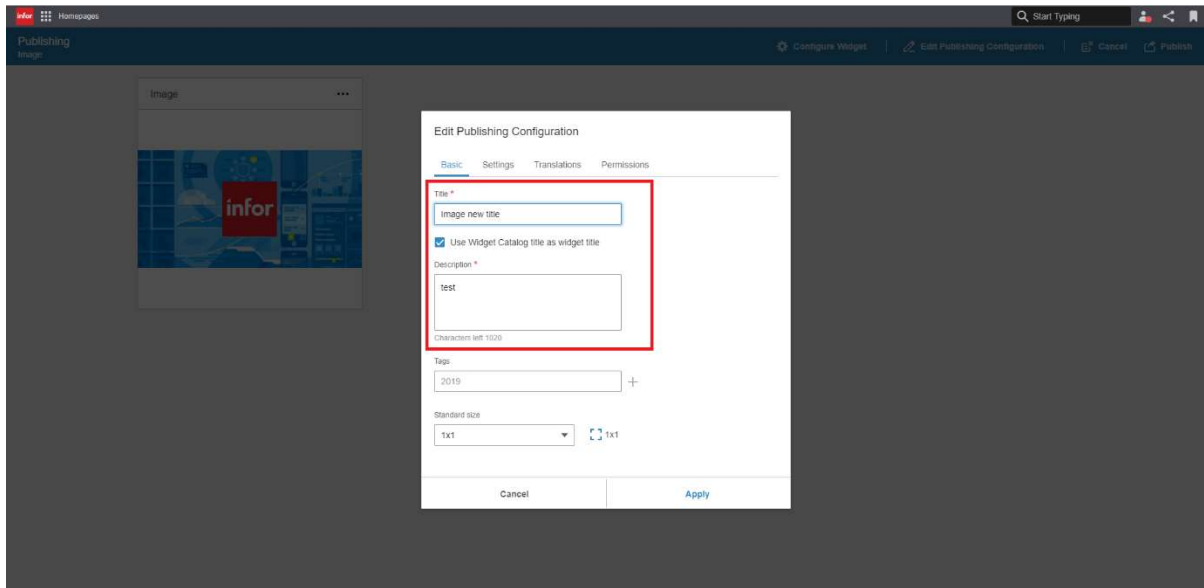 infor Homepages Start Typing
Publishing
Image
Configure Widget Edit Publishing Configuration Cancel Publish
Image
infor
Edit Publishing Configuration
Basic Settings Translations Permissions
Title *
Image new title
Use Widget Catalog title as widget title
Description *
test
Characters left 1020
Tags
2019
Standard size
1x1 1x1
Cancel Apply